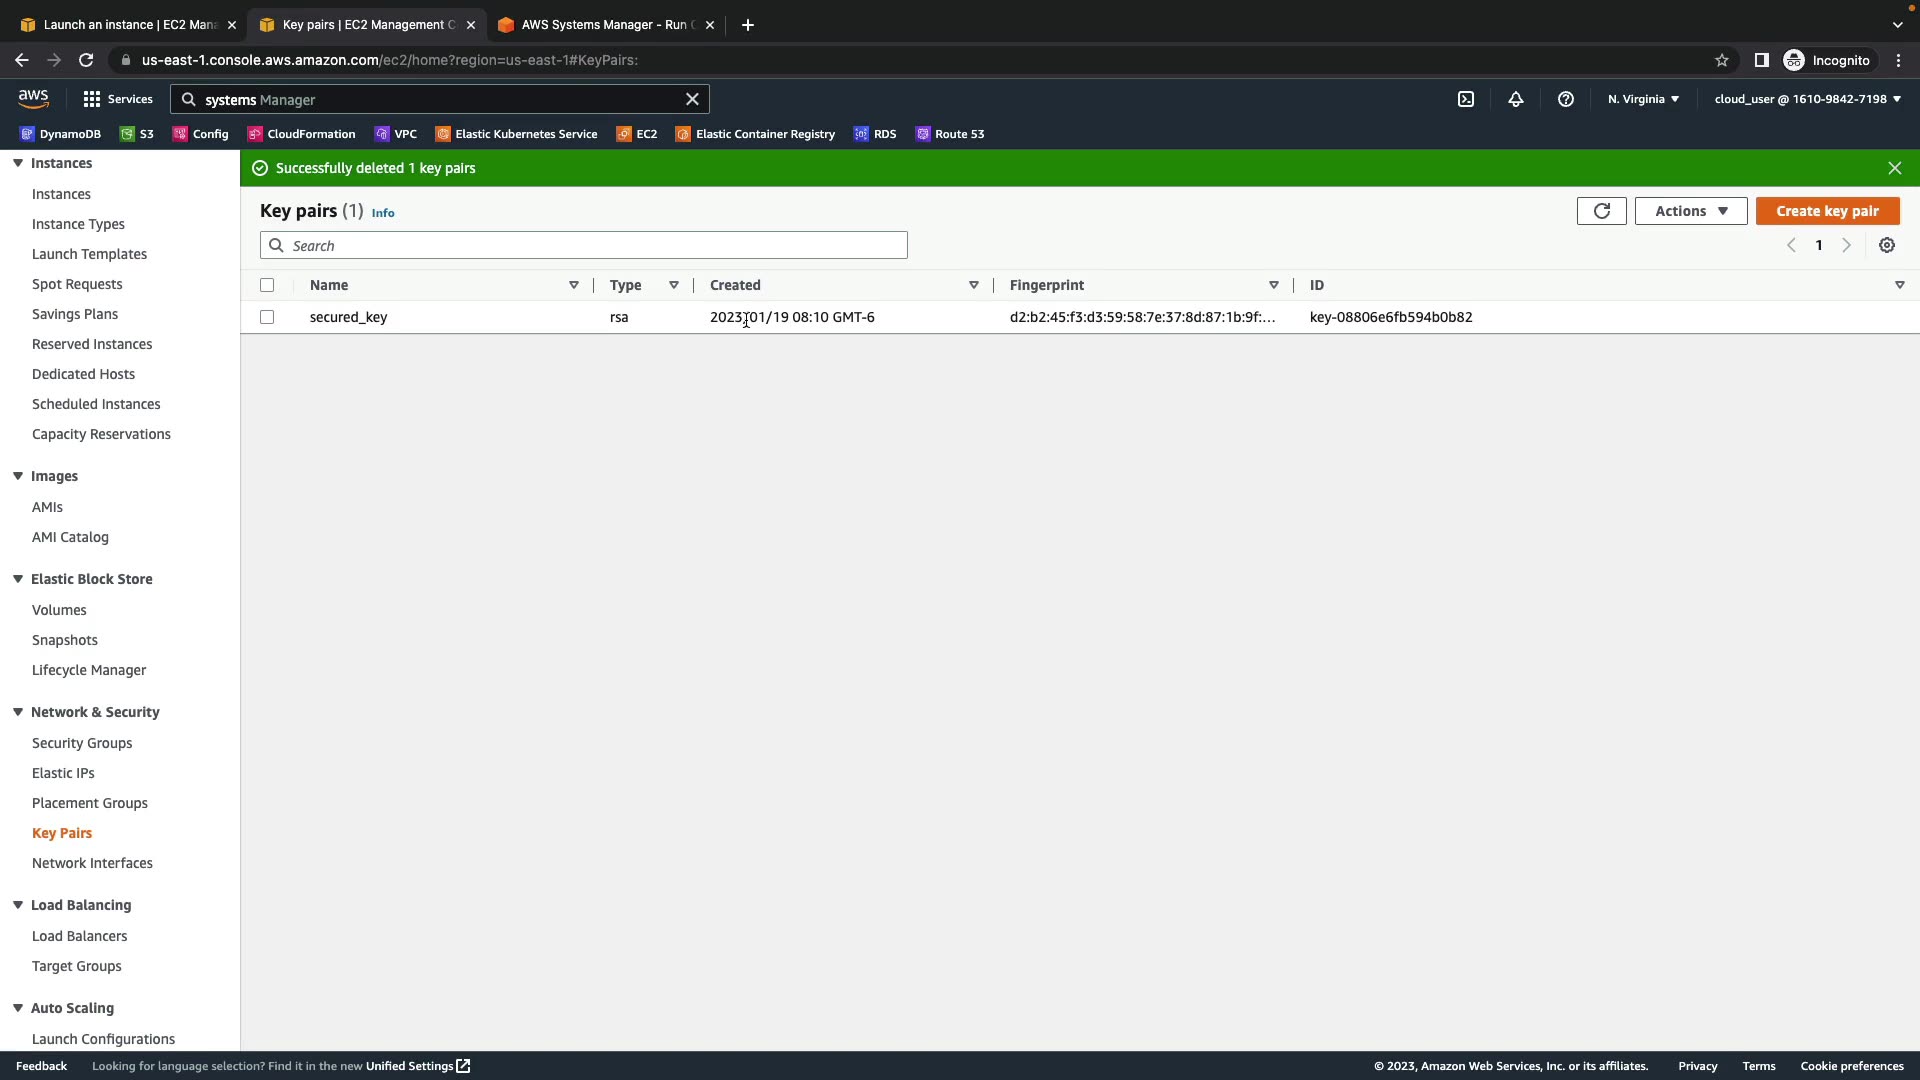 Launch an instance | EC2 Mana
Key pairs | EC2 Management C
AWS Systems Manager - Run C
us-east-1.console.aws.amazon.com/ec2/home?region=us-east-1#KeyPairs:
Incognito
aws
Services
systems Manager
N. Virginia
cloud_user @ 1610-9842-7198
DynamoDB
S3
Config
CloudFormation
VPC
Elastic Kubernetes Service
EC2
Elastic Container Registry
RDS
Route 53
Instances
Instances
Instance Types
Launch Templates
Spot Requests
Savings Plans
Reserved Instances
Dedicated Hosts
Scheduled Instances
Capacity Reservations
Images
AMIs
AMI Catalog
Elastic Block Store
Volumes
Snapshots
Lifecycle Manager
Network & Security
Security Groups
Elastic IPs
Placement Groups
Key Pairs
Network Interfaces
Load Balancing
Load Balancers
Target Groups
Auto Scaling
Launch Configurations
Successfully deleted 1 key pairs
Key pairs (1) Info
Actions
Create key pair
Search
1
Name Type Created Fingerprint ID
secured_key rsa 2023/01/19 08:10 GMT-6 d2:b2:45:f3:d3:59:58:7e:37:8d:87:1b:9f:... key-08806e6fb594b0b82
Feedback
Looking for language selection? Find it in the new Unified Settings
© 2023, Amazon Web Services, Inc. or its affiliates.
Privacy
Terms
Cookie preferences